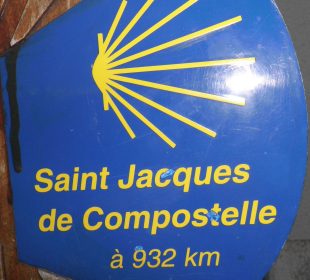 Saint Jacques
de Compostelle
à 932 km